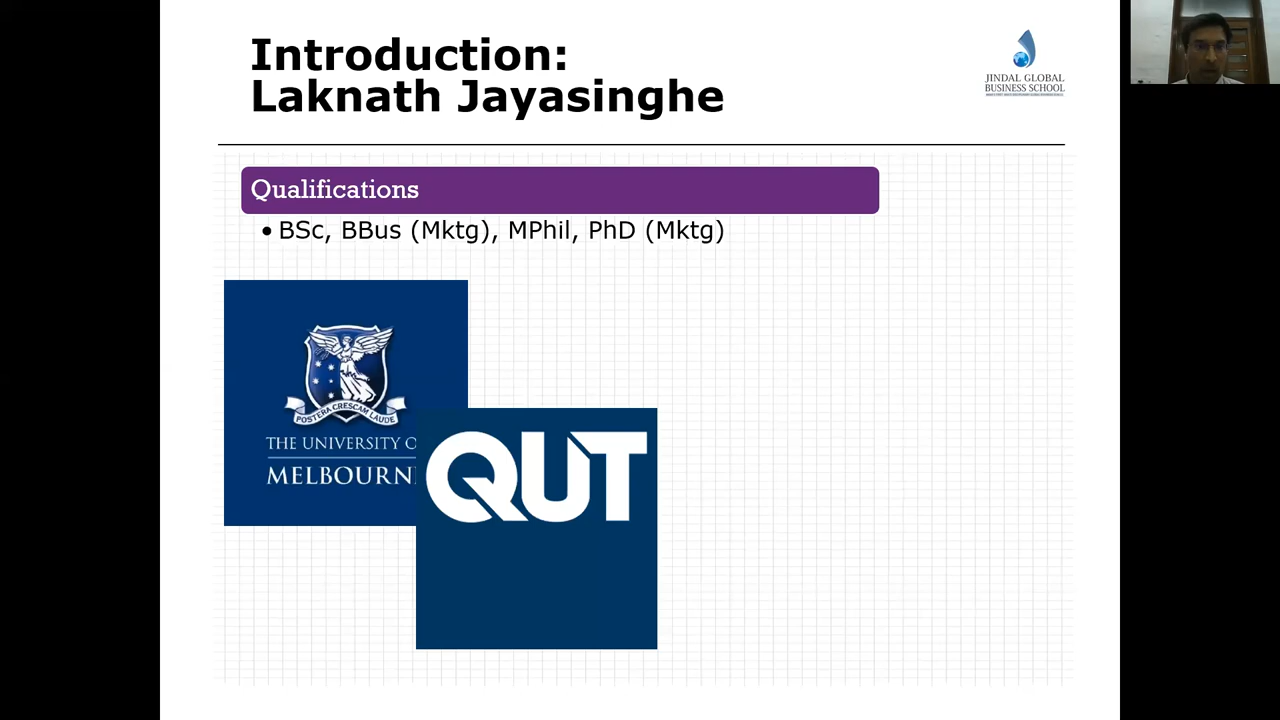 Introduction:
Laknath Jayasinghe
JINDAL GLOBAL
BUSINESS SCHOOL
Qualifications
• BSc, BBus (Mktg), MPhil, PhD (Mktg)
POSTERA CRESCAM LAUDE
THE UNIVERSITY O
MELBOURN
QUT